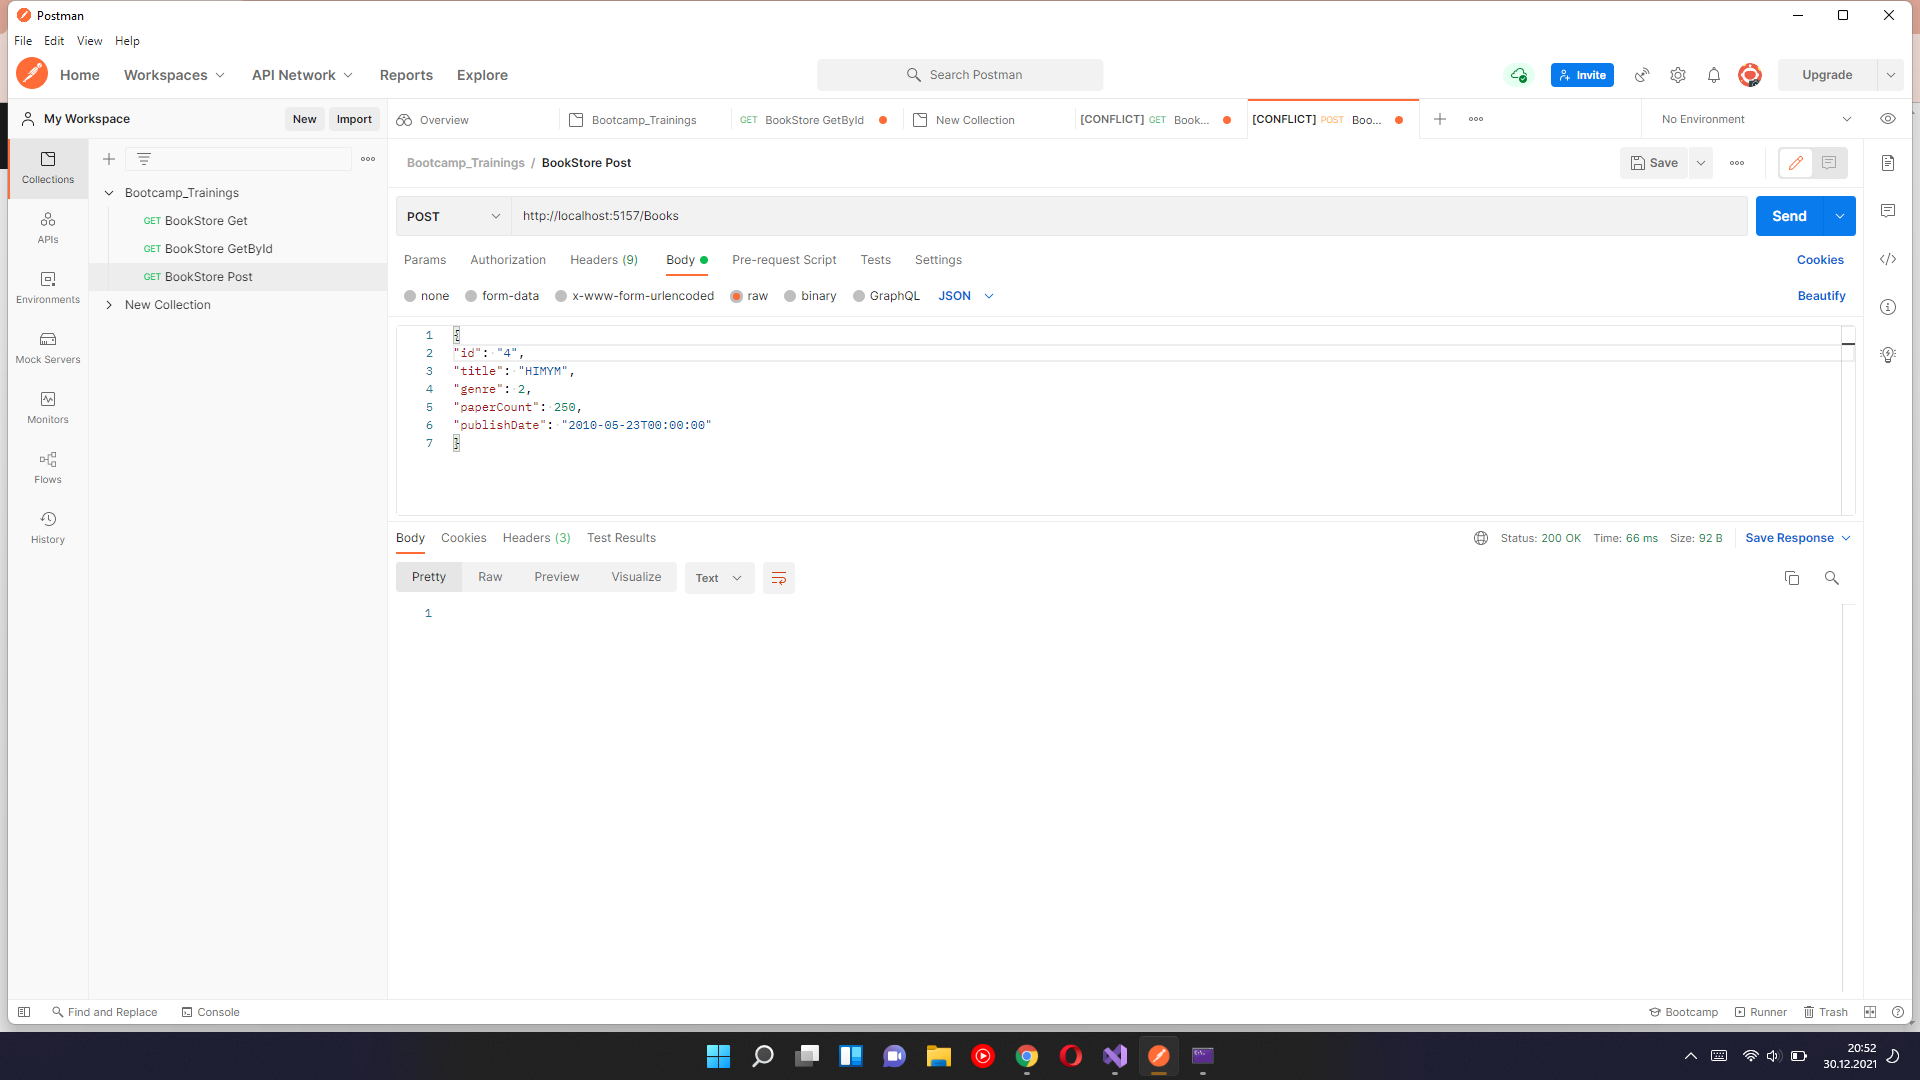 Postman
File Edit View Help
Home Workspaces API Network Reports Explore Search Postman Invite Upgrade
My Workspace New Import Overview Bootcamp_Trainings GET BookStore GetById New Collection [CONFLICT] GET Book... [CONFLICT] POST Boo... No Environment
Collections
APIs
Environments
Mock Servers
Monitors
Flows
History
Bootcamp_Trainings
GET BookStore Get
GET BookStore GetById
GET BookStore Post
New Collection
Bootcamp_Trainings / BookStore Post Save
POST http://localhost:5157/Books Send
Params Authorization Headers (9) Body Pre-request Script Tests Settings Cookies
none form-data x-www-form-urlencoded raw binary GraphQL JSON Beautify
1 {
2 "id": "4",
3 "title": "HIMYM",
4 "genre": 2,
5 "paperCount": 250,
6 "publishDate": "2010-05-23T00:00:00"
7 }
Body Cookies Headers (3) Test Results Status: 200 OK Time: 66 ms Size: 92 B Save Response
Pretty Raw Preview Visualize Text
1
Find and Replace Console Bootcamp Runner Trash
20:52
30.12.2021